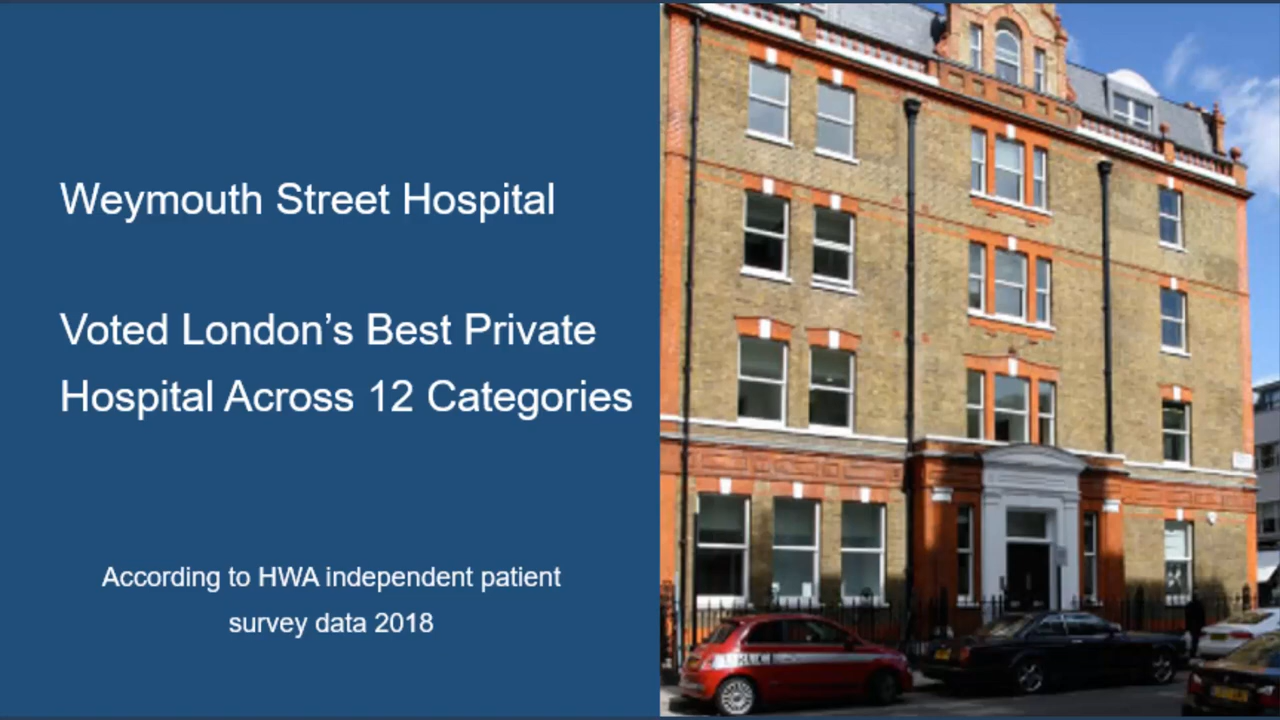 Weymouth Street Hospital
Voted London’s Best Private
Hospital Across 12 Categories
According to HWA independent patient
survey data 2018